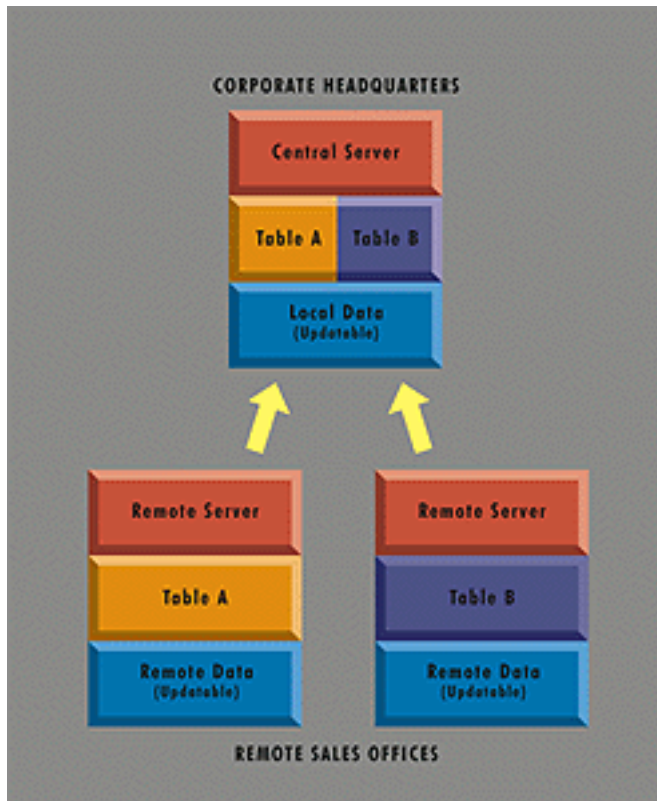 CORPORATE HEADQUARTERS
Central Server
Table A Table B
Local Data
(Updatable)
Remote Server Remote Server
Table A Table B
Remote Data Remote Data
(Updatable) (Updatable)
REMOTE SALES OFFICES